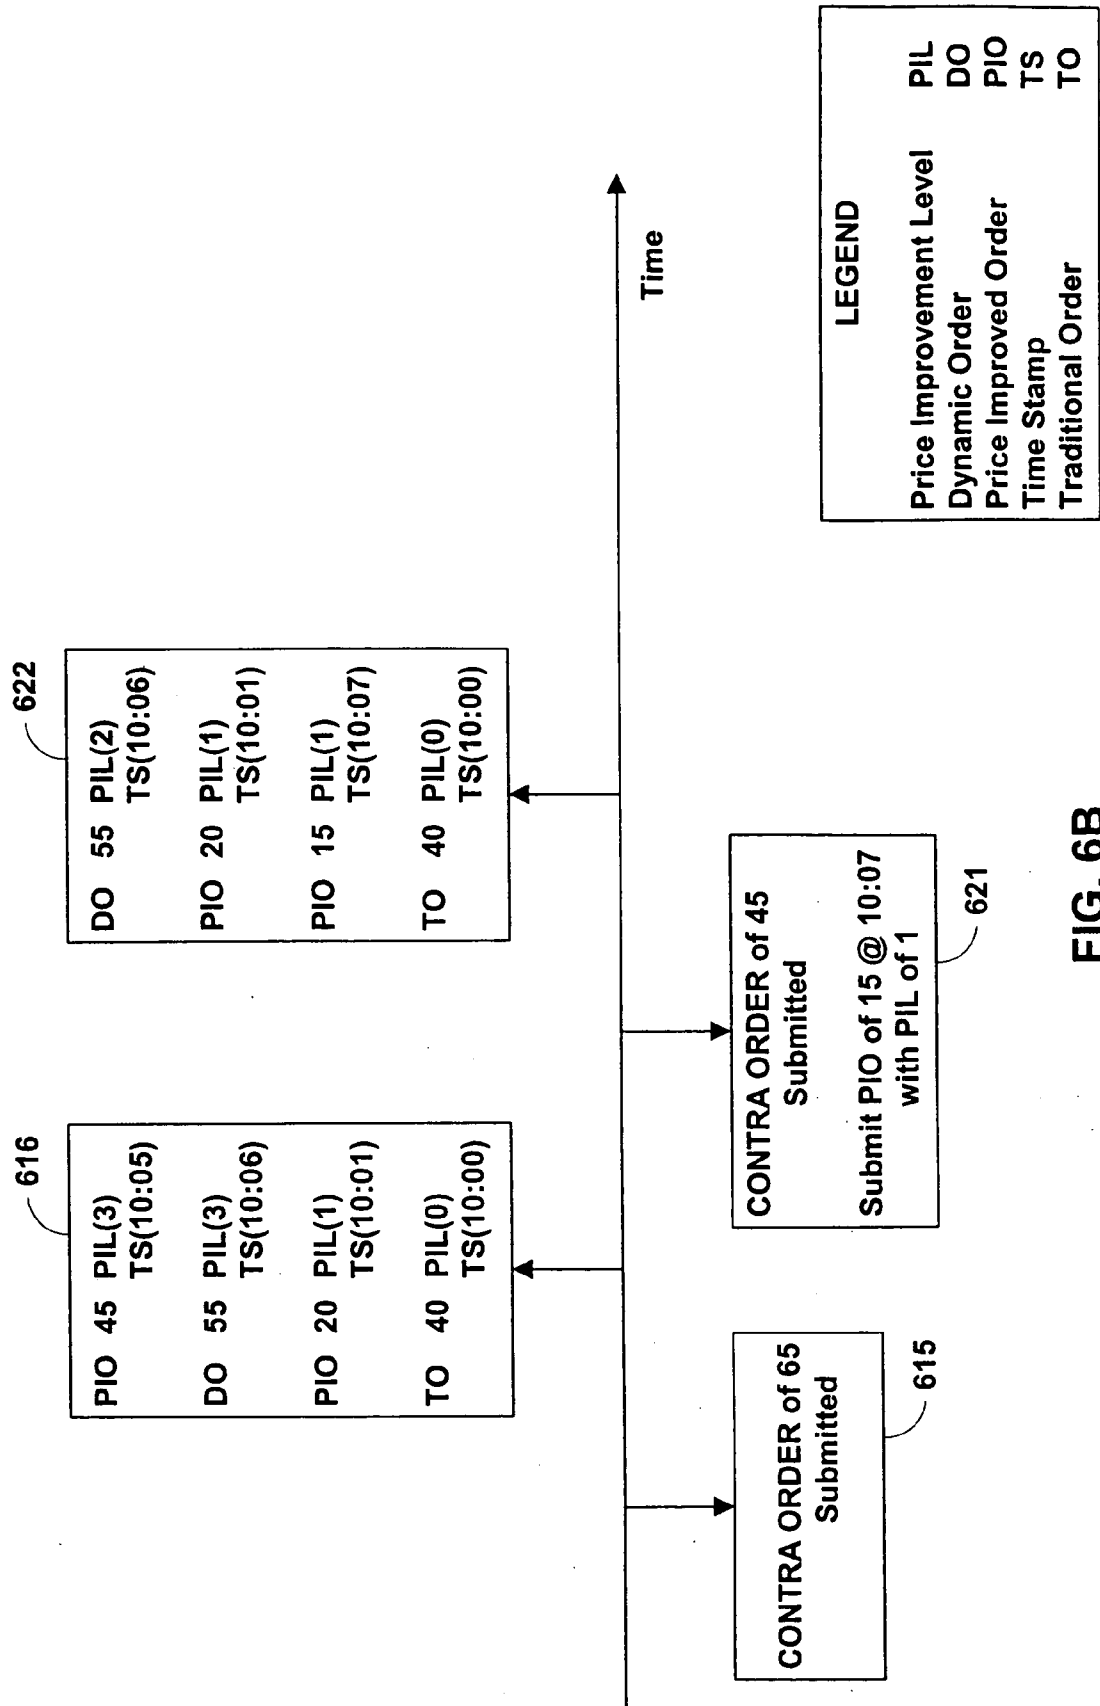 616
PIO 45 PIL(3)
TS(10:05)
DO 55 PIL(3)
TS(10:06)
PIO 20 PIL(1)
TS(10:01)
TO 40 PIL(0)
TS(10:00)
622
DO 55 PIL(2)
TS(10:06)
PIO 20 PIL(1)
TS(10:01)
PIO 15 PIL(1)
TS(10:07)
TO 40 PIL(0)
TS(10:00)
Time
CONTRA ORDER of 65
Submitted
615
CONTRA ORDER of 45
Submitted
Submit PIO of 15 @ 10:07
with PIL of 1
621
LEGEND
Price Improvement Level PIL
Dynamic Order DO
Price Improved Order PIO
Time Stamp TS
Traditional Order TO
FIG. 6B